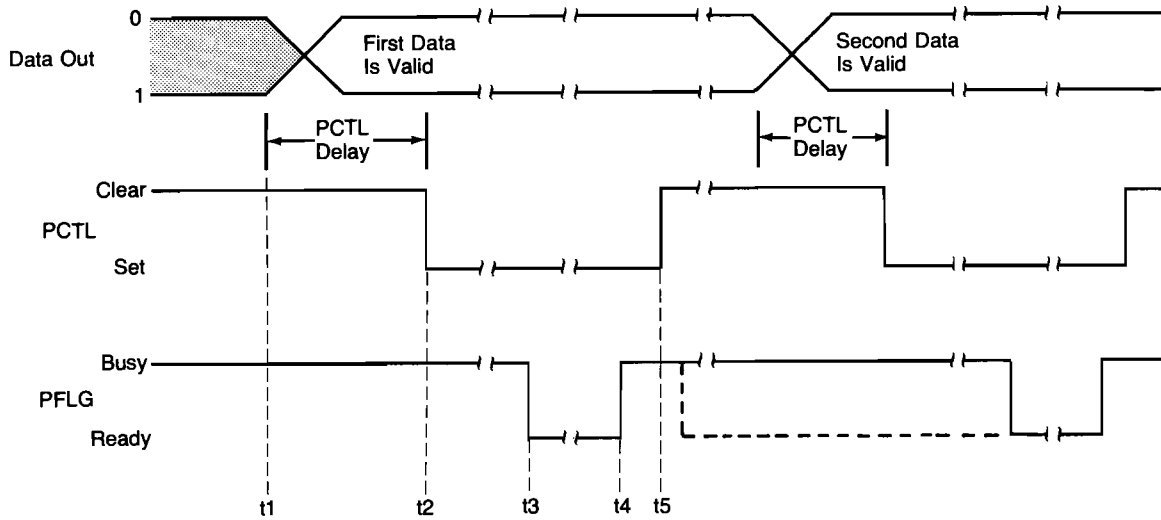 0
Data Out
1
First Data
Is Valid
Second Data
Is Valid
PCTL
Delay
PCTL
Delay
Clear
PCTL
Set
Busy
PFLG
Ready
t1
t2
t3
t4
t5